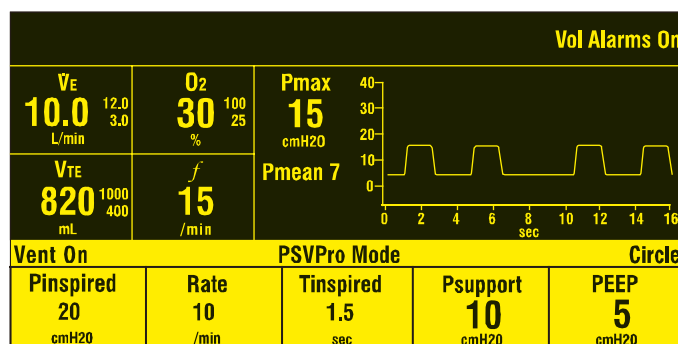 Vol Alarms On
V̇E
10.0 12.0 3.0
L/min
O2
30 100 25
%
Pmax
15
cmH2O
Pmean 7
VTE
820 1000 400
mL
f
15
/min
40
30
20
10
0
0 2 4 6 8 10 12 14 16
sec
Vent On PSVPro Mode Circle
Pinspired Rate Tinspired Psupport PEEP
20 10 1.5 10 5
cmH20 /min sec cmH20 cmH20